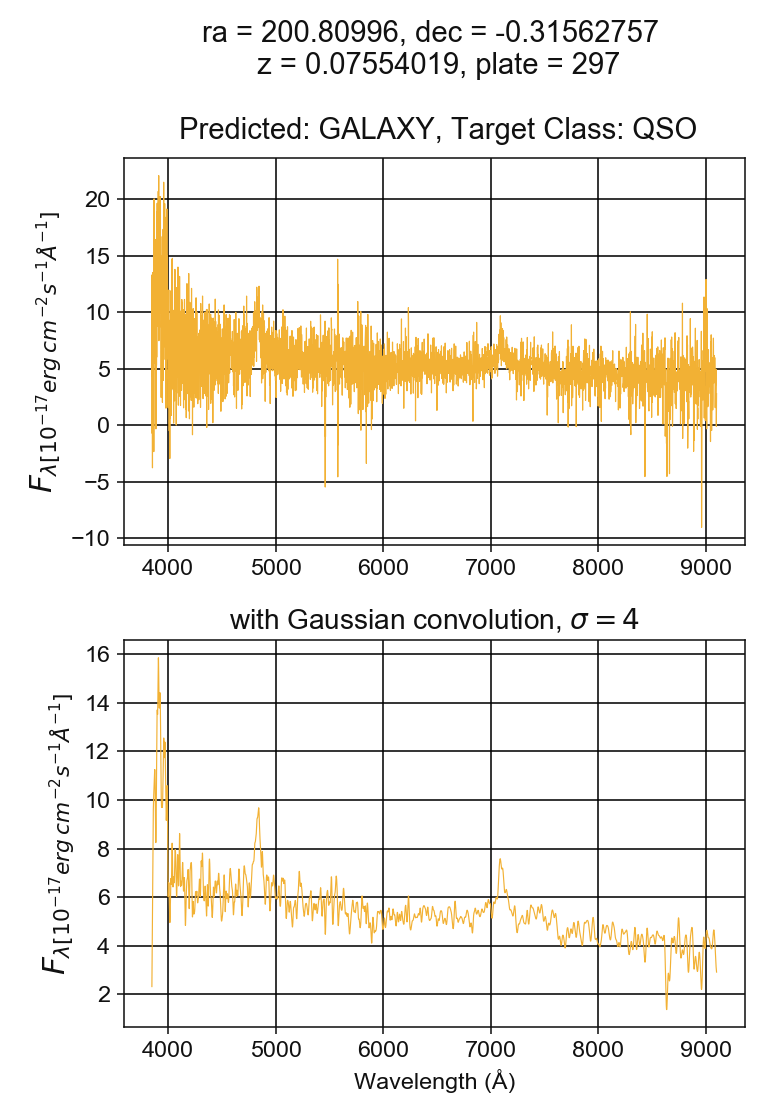 ra = 200.80996, dec = -0.31562757
z = 0.07554019, plate = 297
Predicted: GALAXY, Target Class: QSO
F_λ[10^{-17} erg cm^{-2} s^{-1} Å^{-1}]
20
15
10
5
0
−5
−10
4000 5000 6000 7000 8000 9000
with Gaussian convolution, σ = 4
F_λ[10^{-17} erg cm^{-2} s^{-1} Å^{-1}]
16
14
12
10
8
6
4
2
4000 5000 6000 7000 8000 9000
Wavelength (Å)